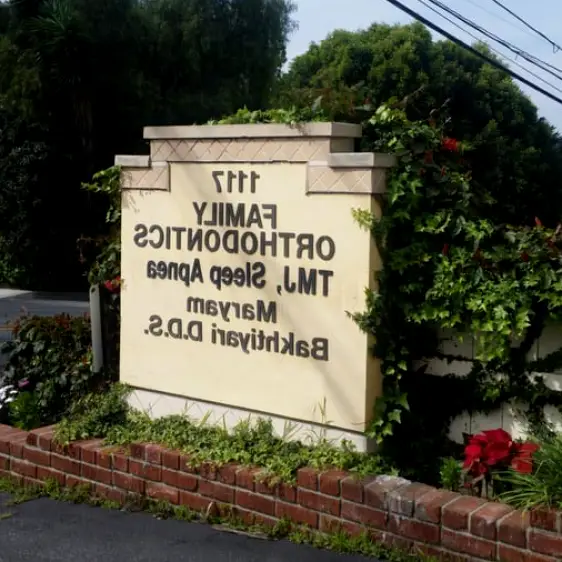 1117
FAMILY
ORTHODONTICS
TMJ, Sleep Apnea
Maryam
Bakhtiyari D.D.S.